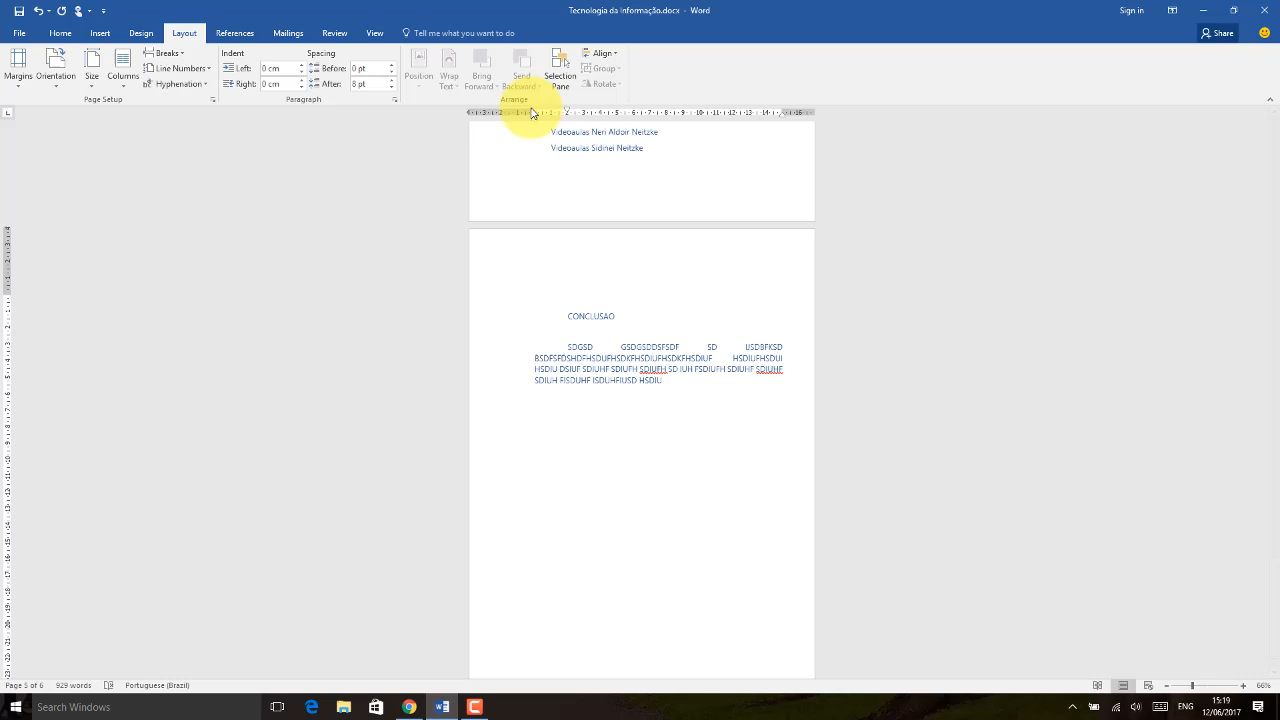 Tecnologia da Informação.docx - Word
Sign in
File Home Insert Design Layout References Mailings Review View Tell me what you want to do
Share
Margins
Orientation
Size
Columns
Breaks
Line Numbers
Hyphenation
Page Setup
Indent
Left: 0 cm
Right: 0 cm
Spacing
Before: 0 pt
After: 8 pt
Paragraph
Position
Wrap Text
Bring Forward
Send Backward
Selection Pane
Align
Group
Rotate
Arrange
Videoaulas Neri Aldoir Neitzke
Videoaulas Sidinei Neitzke
CONCLUSAO
SDGSD GSDGSDDSFSDF SD IJSDBFKSD
BSDFSFDSHDFHSDUFHSDKFHSDIUFHSDKFHSDIUF HSDIUFHSDUI
HSDIU DSIUF SDIUHF SDIUFH SDIUFH SD IUH FSDIUFH SDIUHF SDIUHF
SDIUH FISDUHF ISDUHFIUSD HSDIU
Page 5 of 6 929 words Portuguese (Brazil)
66%
Search Windows
ENG
15:19
12/06/2017